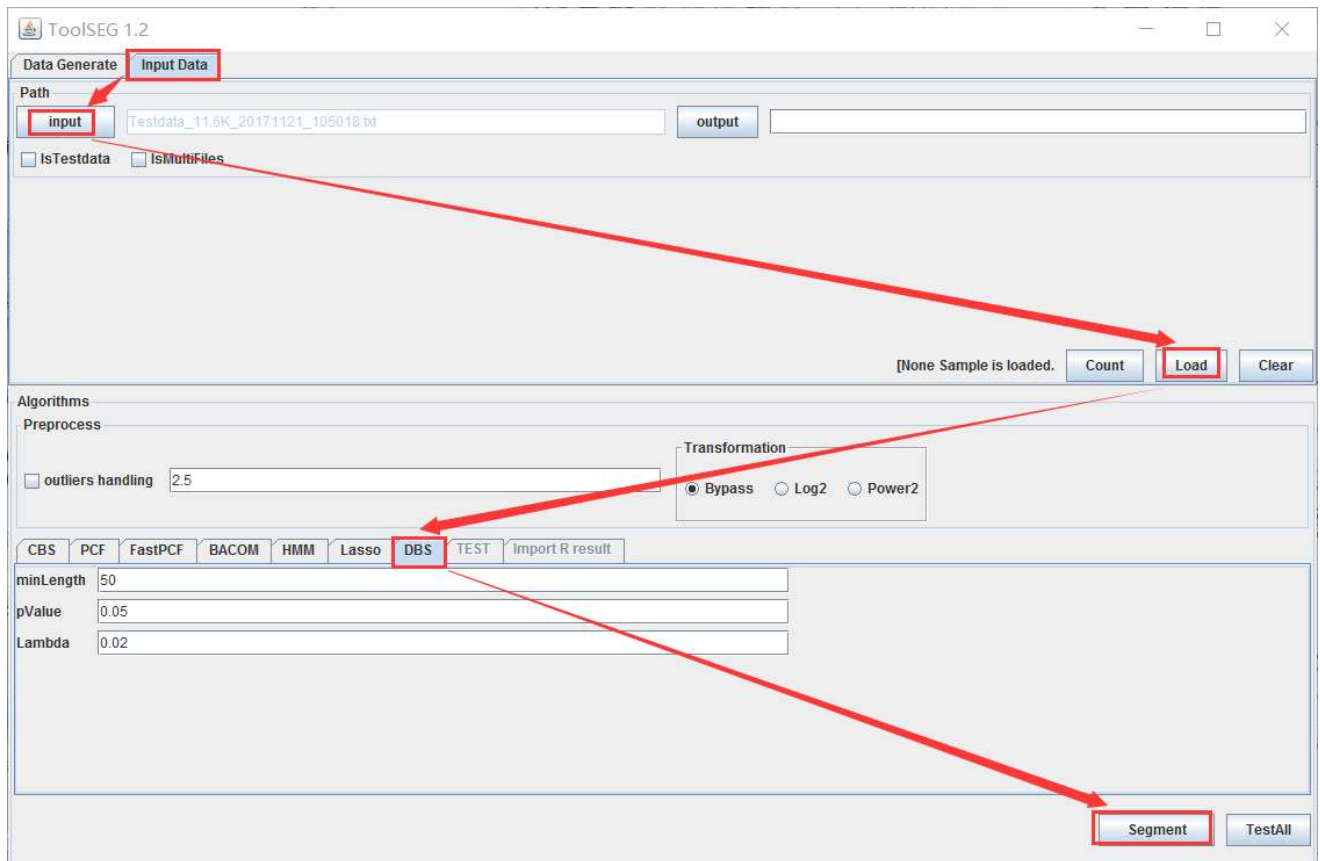 ToolSEG 1.2
Data Generate Input Data
Path
input Testdata_11.6K_20171121_105018.txt output
IsTestdata IsMultiFiles
[None Sample is loaded. Count Load Clear
Algorithms
Preprocess
Transformation
outliers handling 2.5 Bypass Log2 Power2
CBS PCF FastPCF BACOM HMM Lasso DBS TEST Import R result
minLength 50
pValue 0.05
Lambda 0.02
Segment TestAll